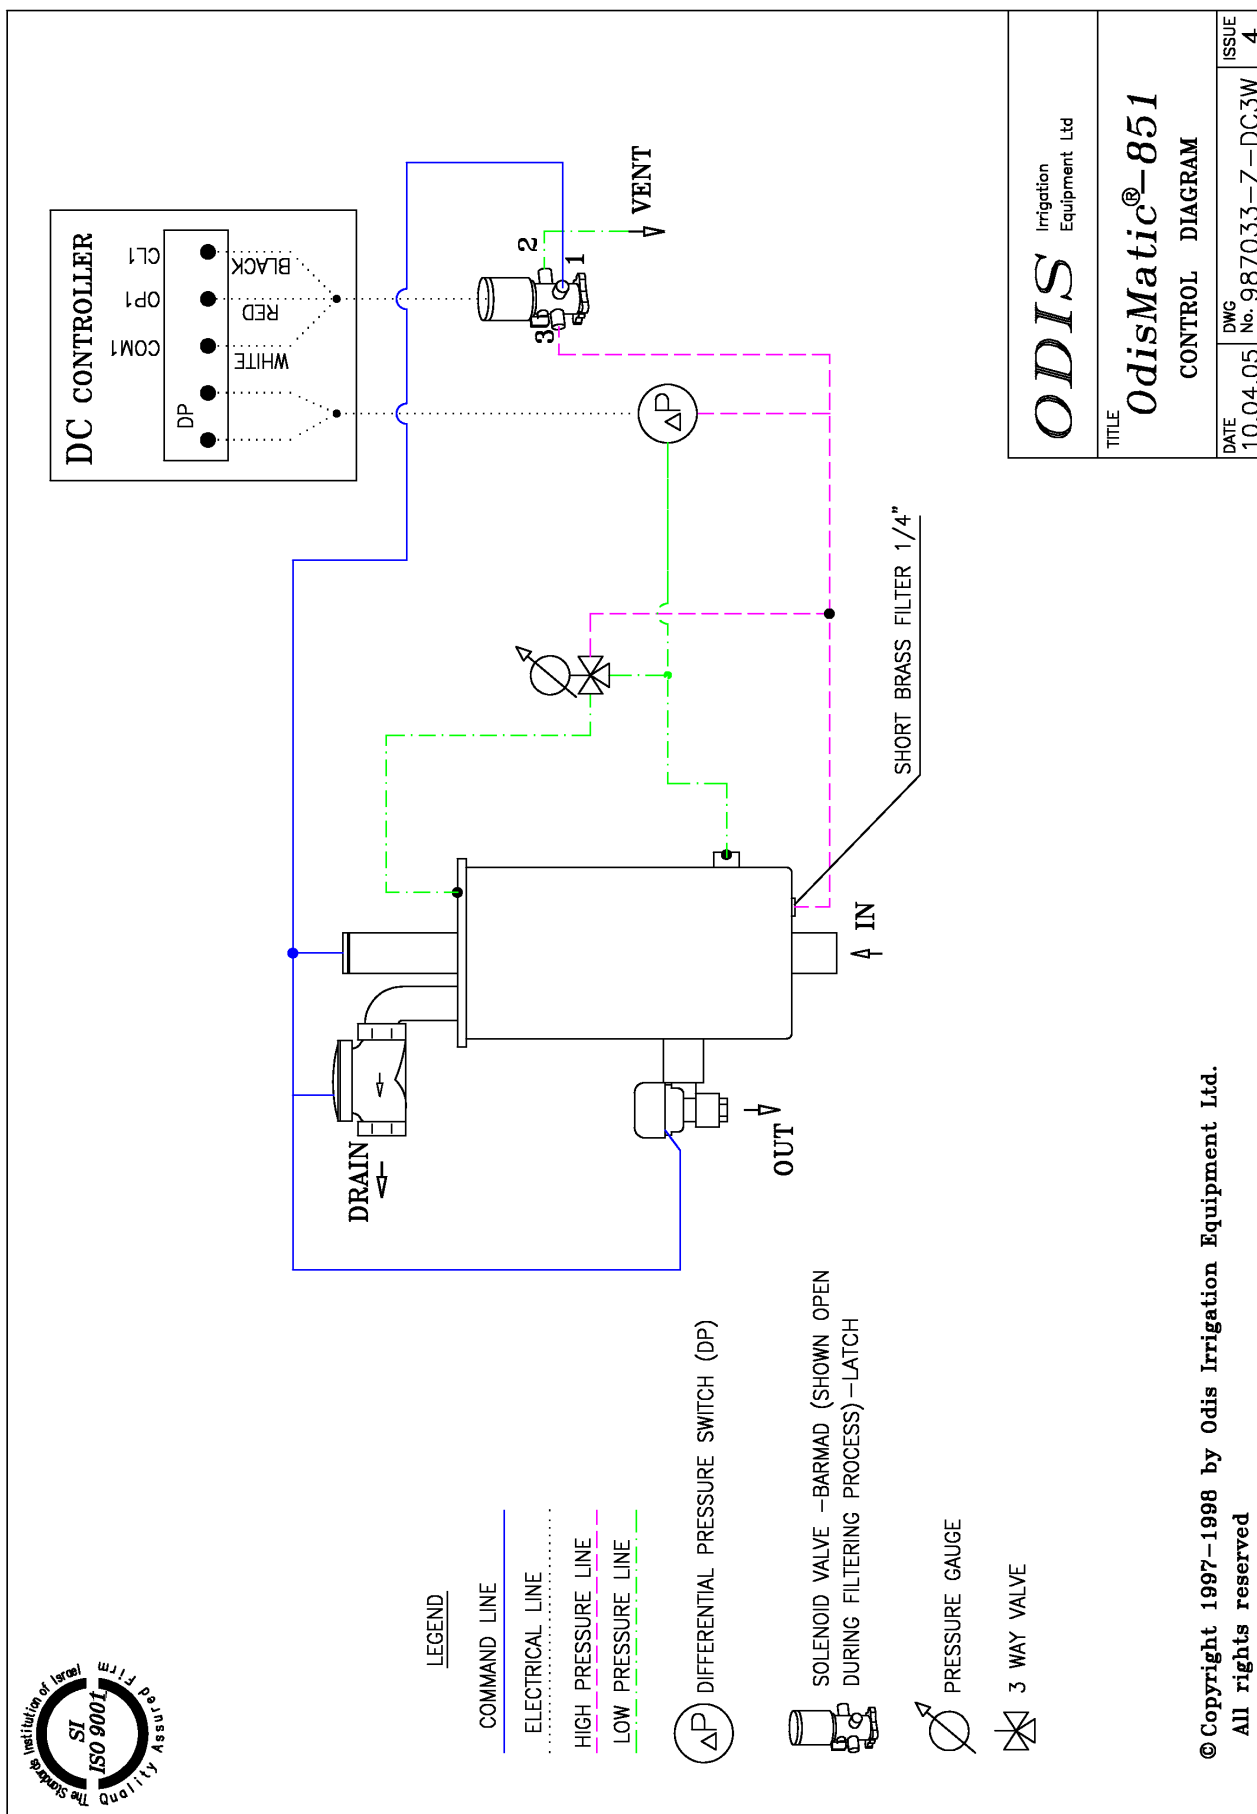 DC CONTROLLER
DP
COM1
OP1
CL1
WHITE
RED
BLACK
3
2
1
VENT
SHORT BRASS FILTER 1/4"
DRAIN
OUT
IN
LEGEND
COMMAND LINE
ELECTRICAL LINE
HIGH PRESSURE LINE
LOW PRESSURE LINE
ΔP
DIFFERENTIAL PRESSURE SWITCH (DP)
ΔP
SOLENOID VALVE -BARMAD (SHOWN OPEN
DURING FILTERING PROCESS)-LATCH
PRESSURE GAUGE
3 WAY VALVE
The Standards Institution of Israel
SI
ISO 9001
Quality Assured Firm
© Copyright 1997-1998 by Odis Irrigation Equipment Ltd.
All rights reserved
ODIS Irrigation
Equipment Ltd
TITLE
OdisMatic®-851
CONTROL DIAGRAM
DATE
10.04.05
DWG
No. 987033-Z-DC3W
ISSUE
4